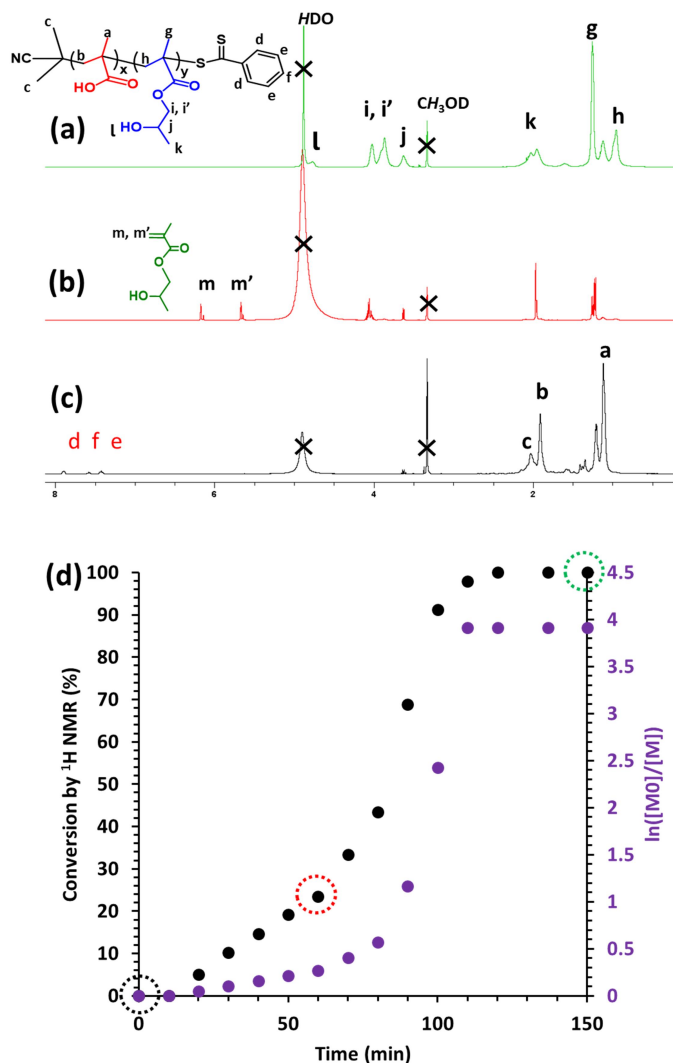 c
a
g
HDO
g
NC
b
x
h
y
S
S
d
e
c
HO
O
O
O
d
e
f
i, i'
l
HO
j
k
(a)
l
i, i'
j
CH3OD
k
h
m, m'
O
O
HO
(b)
m
m'
(c)
a
b
c
d f e
8
6
4
2
(d)
100
90
80
70
60
50
40
30
20
10
0
Conversion by 1H NMR (%)
4.5
4
3.5
3
2.5
2
1.5
1
0.5
0
ln([M0]/[M])
0
50
100
150
Time (min)